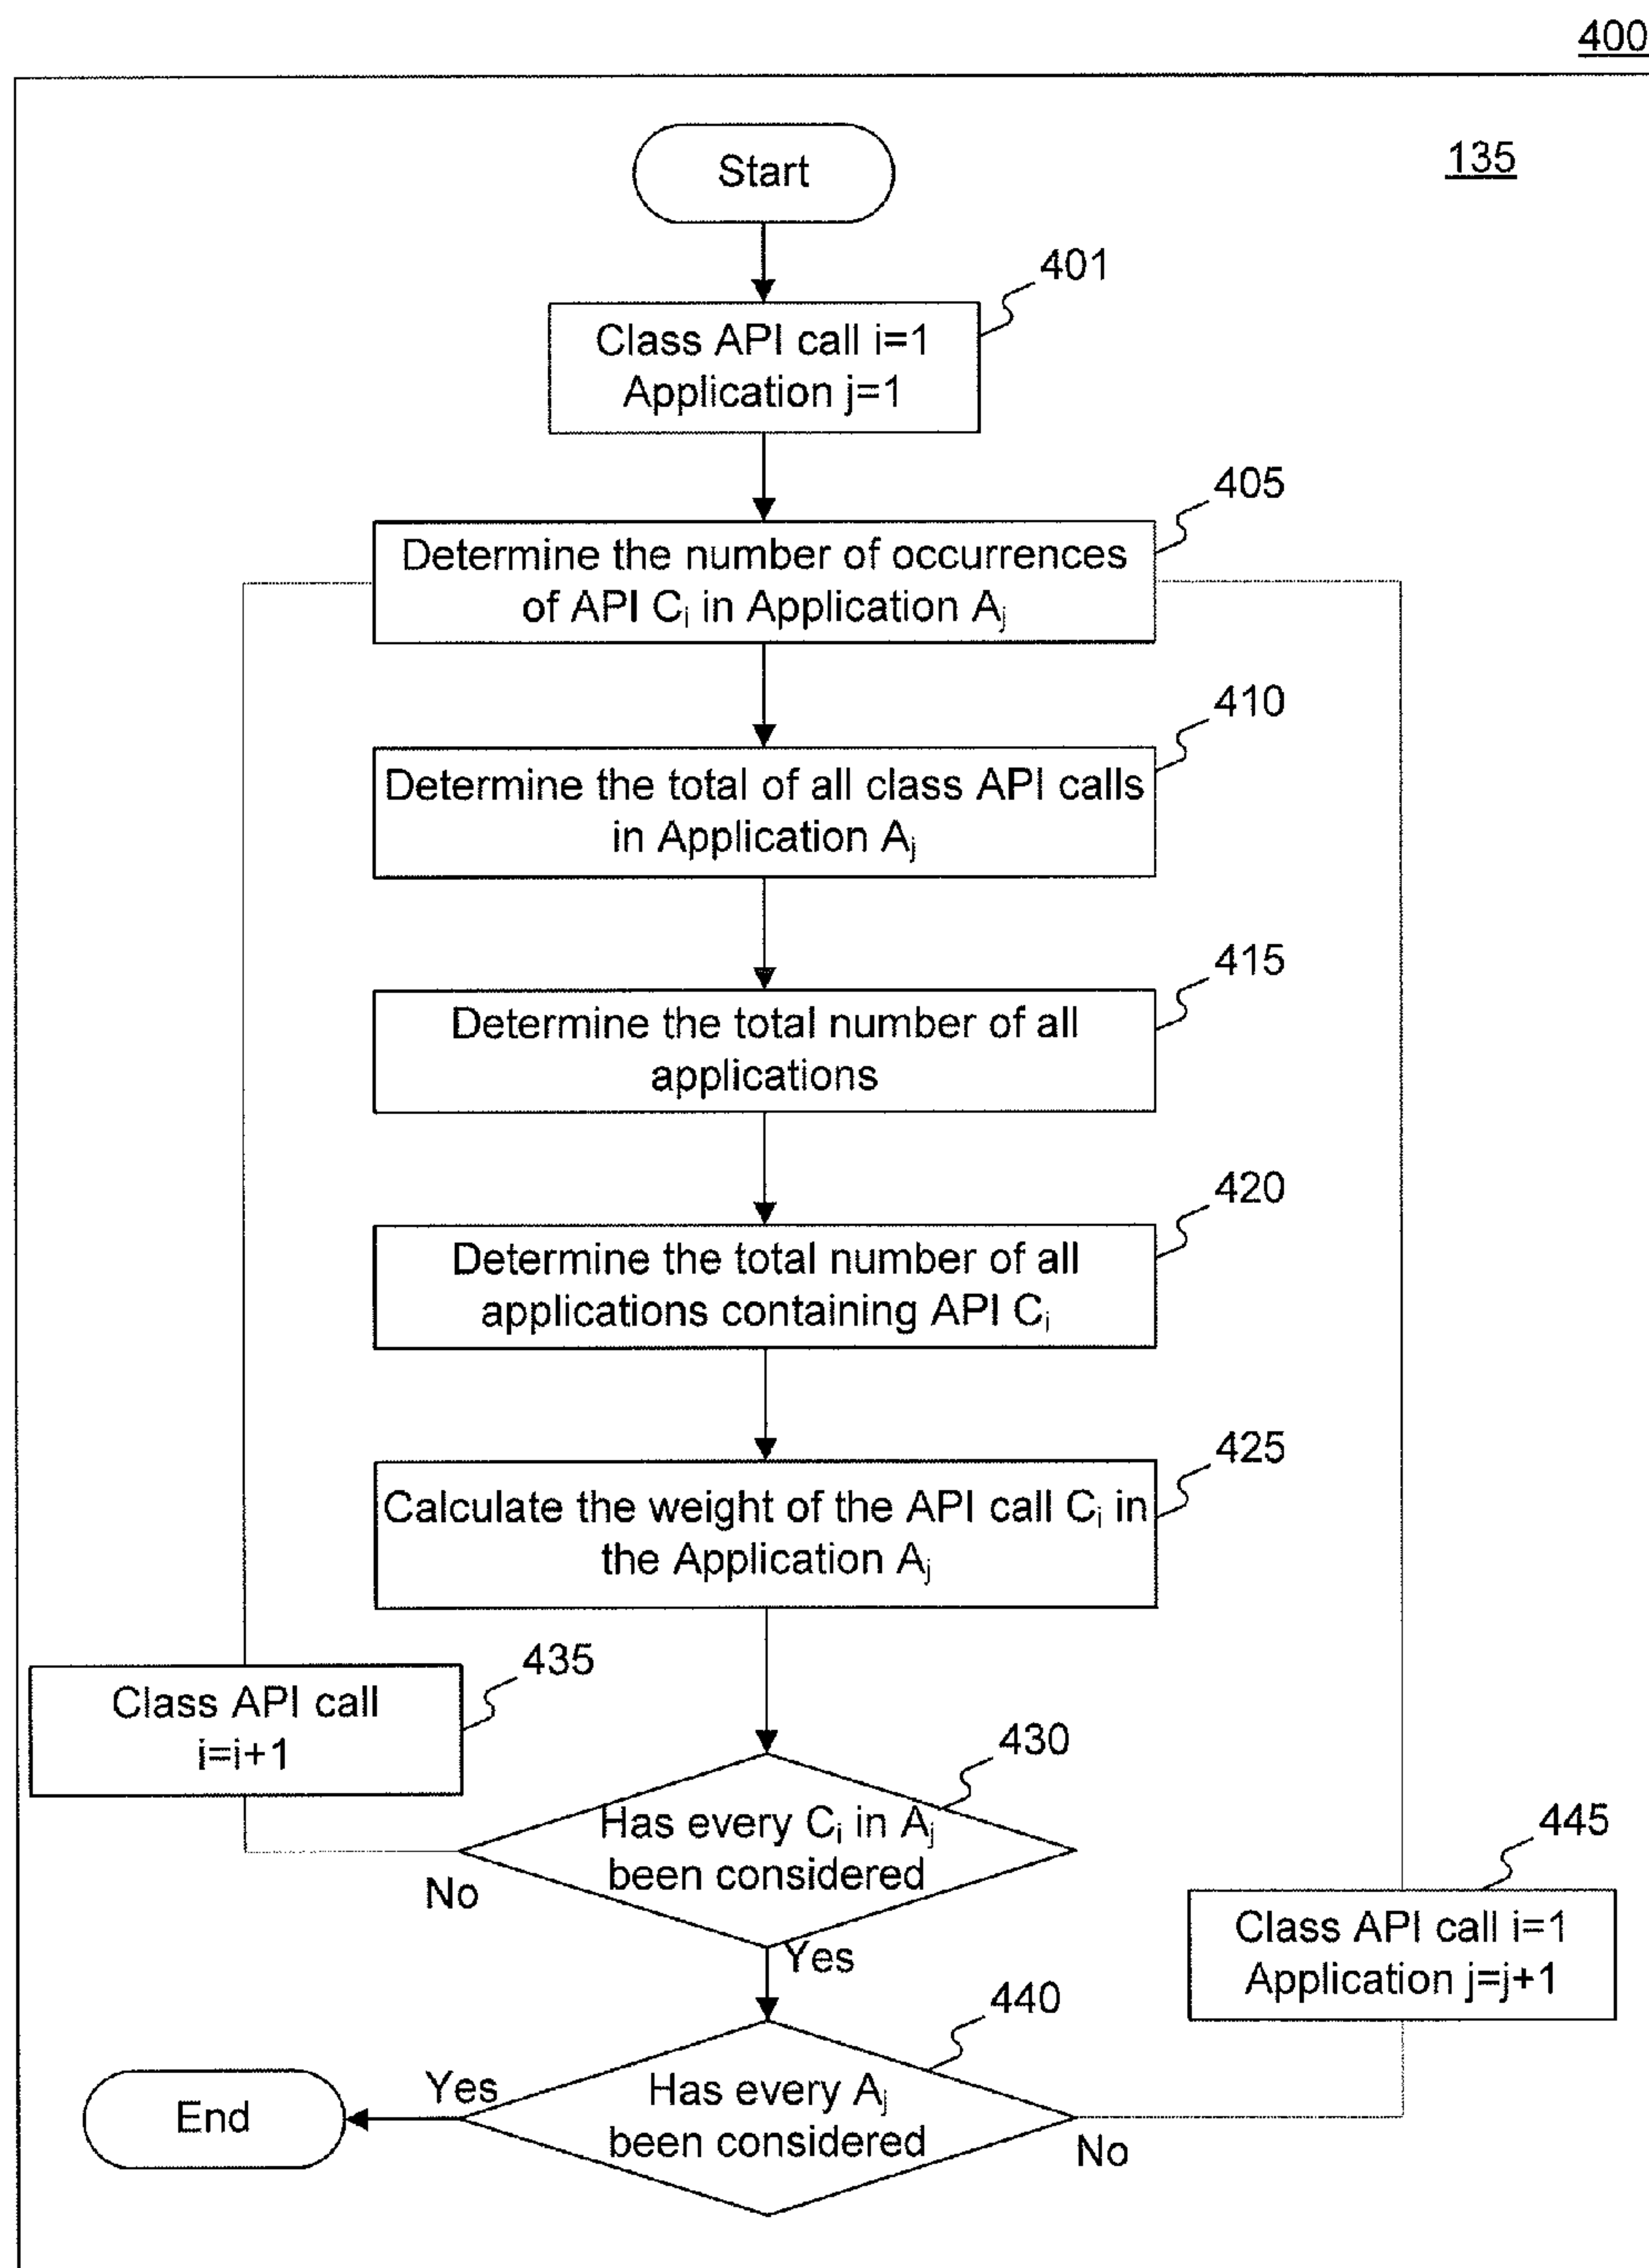 400
135
Start
401
Class API call i=1
Application j=1
405
Determine the number of occurrences
of API Ci in Application Aj
410
Determine the total of all class API calls
in Application Aj
415
Determine the total number of all
applications
420
Determine the total number of all
applications containing API Ci
425
Calculate the weight of the API call Ci in
the Application Aj
435
Class API call
i=i+1
430
Has every Ci in Aj
been considered
No
Yes
445
Class API call i=1
Application j=j+1
440
Has every Aj
been considered
Yes
No
End